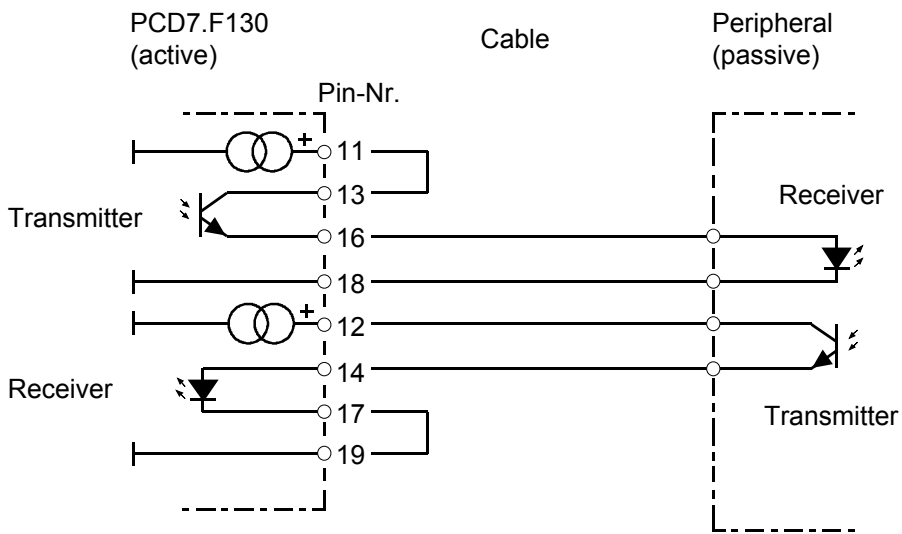 PCD7.F130
(active)
Cable
Peripheral
(passive)
Pin-Nr.
+
11
13
Transmitter
16
18
+
12
14
Receiver
17
19
Receiver
Transmitter